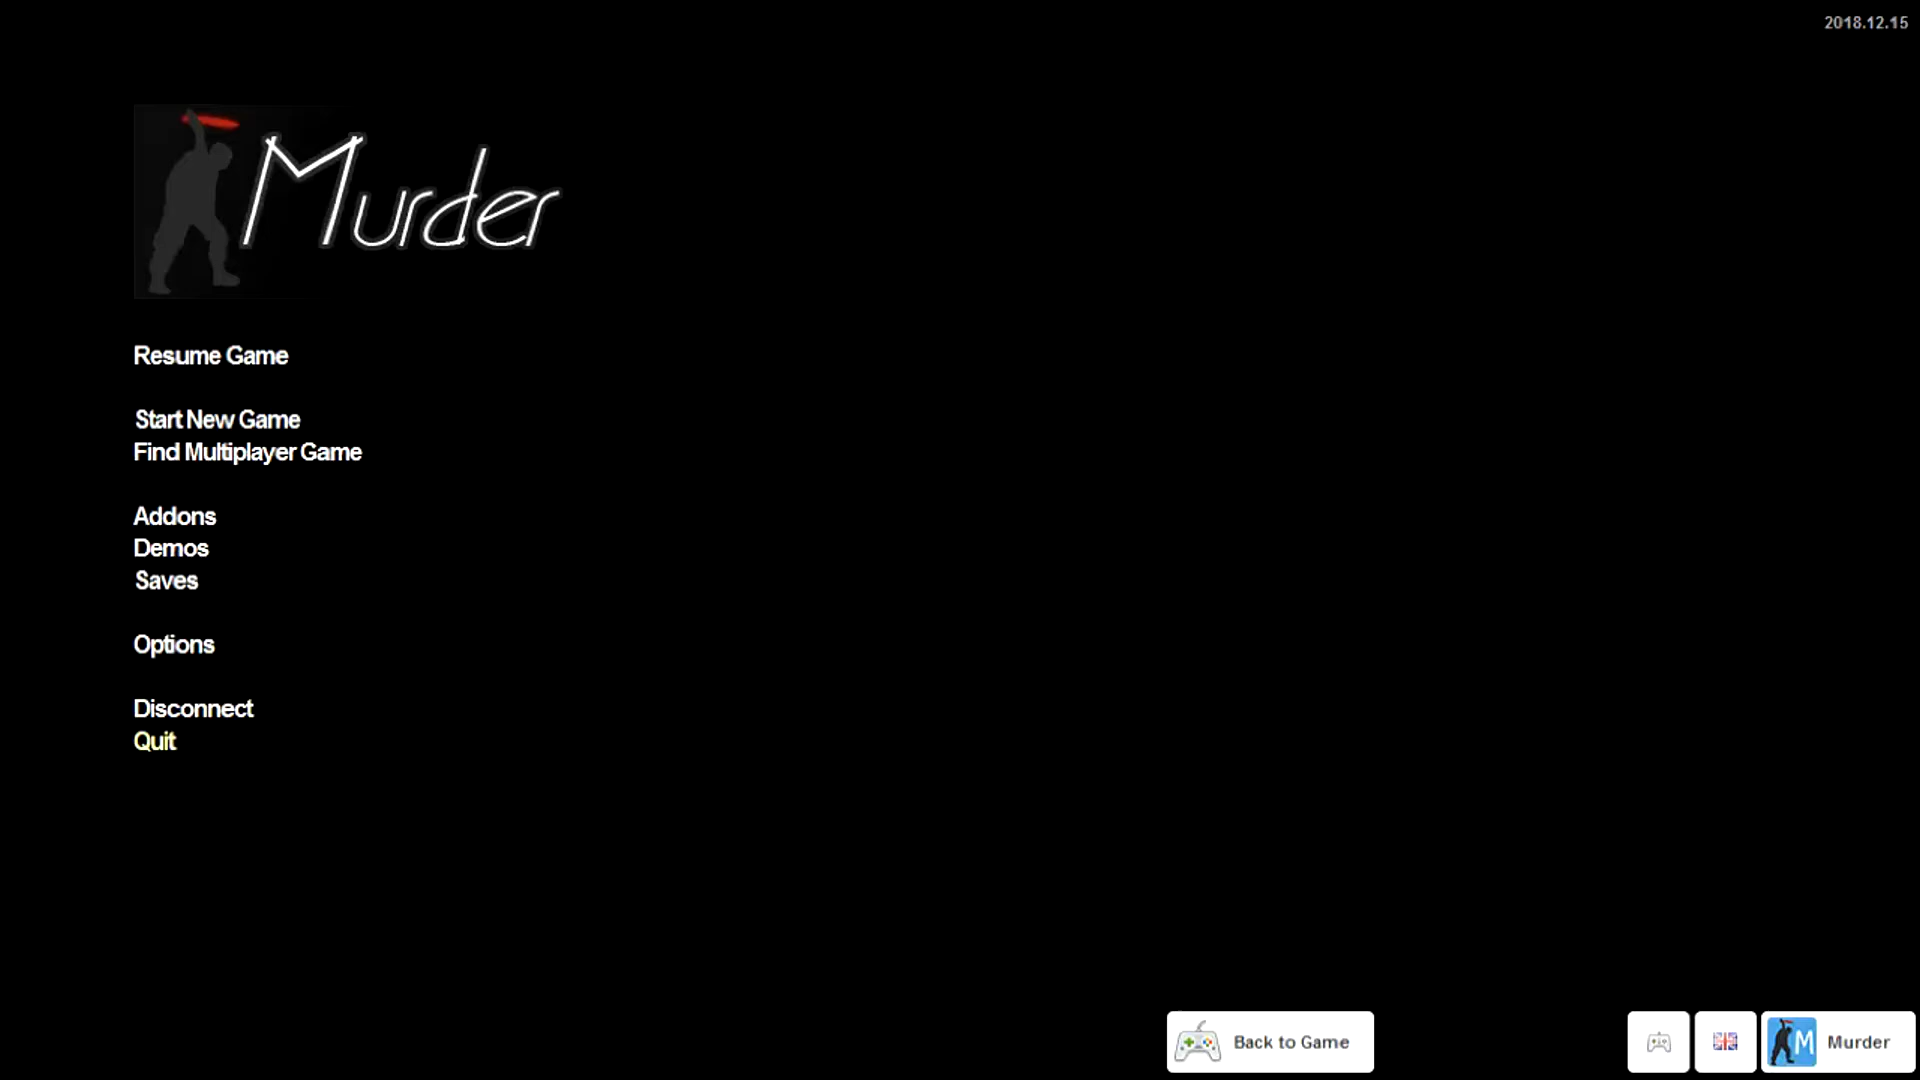 2018.12.15
Murder
Resume Game
Start New Game
Find Multiplayer Game
Addons
Demos
Saves
Options
Disconnect
Quit
Back to Game
M
Murder